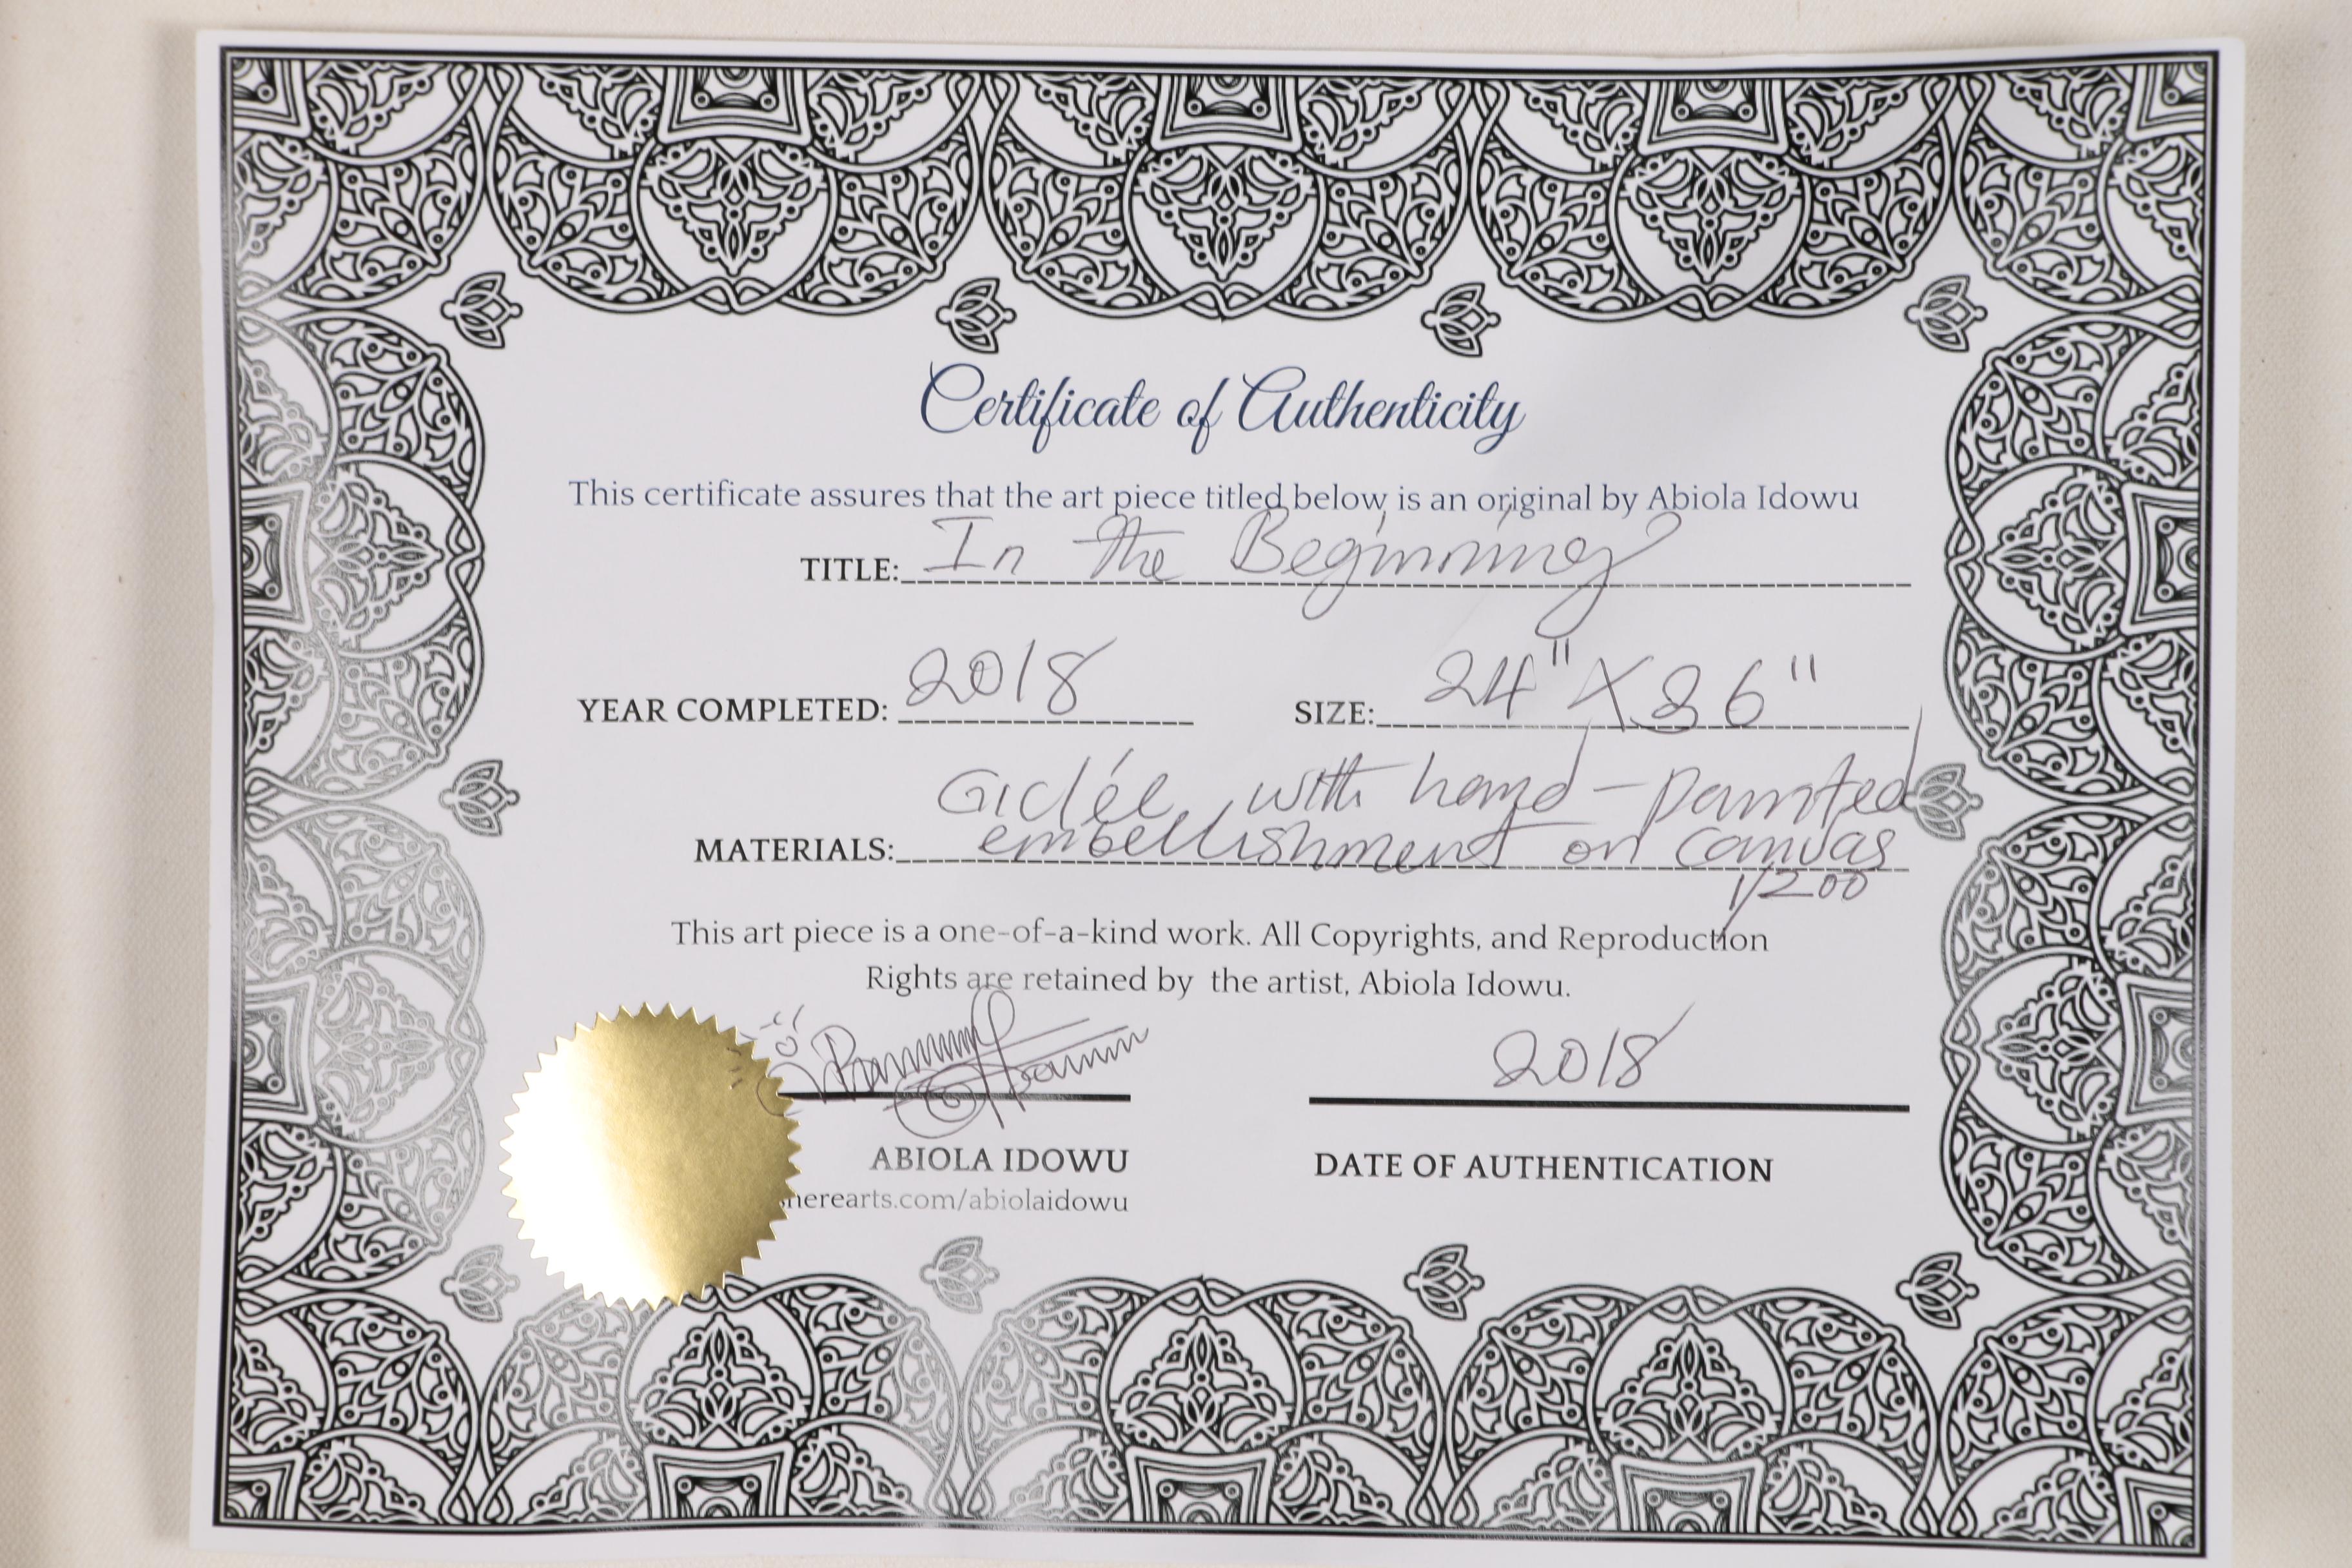 Certificate of Authenticity
This certificate assures that the art piece titled below is an original by Abiola Idowu
TITLE: In the Beginning
YEAR COMPLETED: 2018 SIZE: 24" X 36"
Giclée with hand-painted
MATERIALS: embellishment on canvas
1/200
This art piece is a one-of-a-kind work. All Copyrights, and Reproduction
Rights are retained by the artist, Abiola Idowu.
2018
ABIOLA IDOWU DATE OF AUTHENTICATION
herearts.com/abiolaidowu